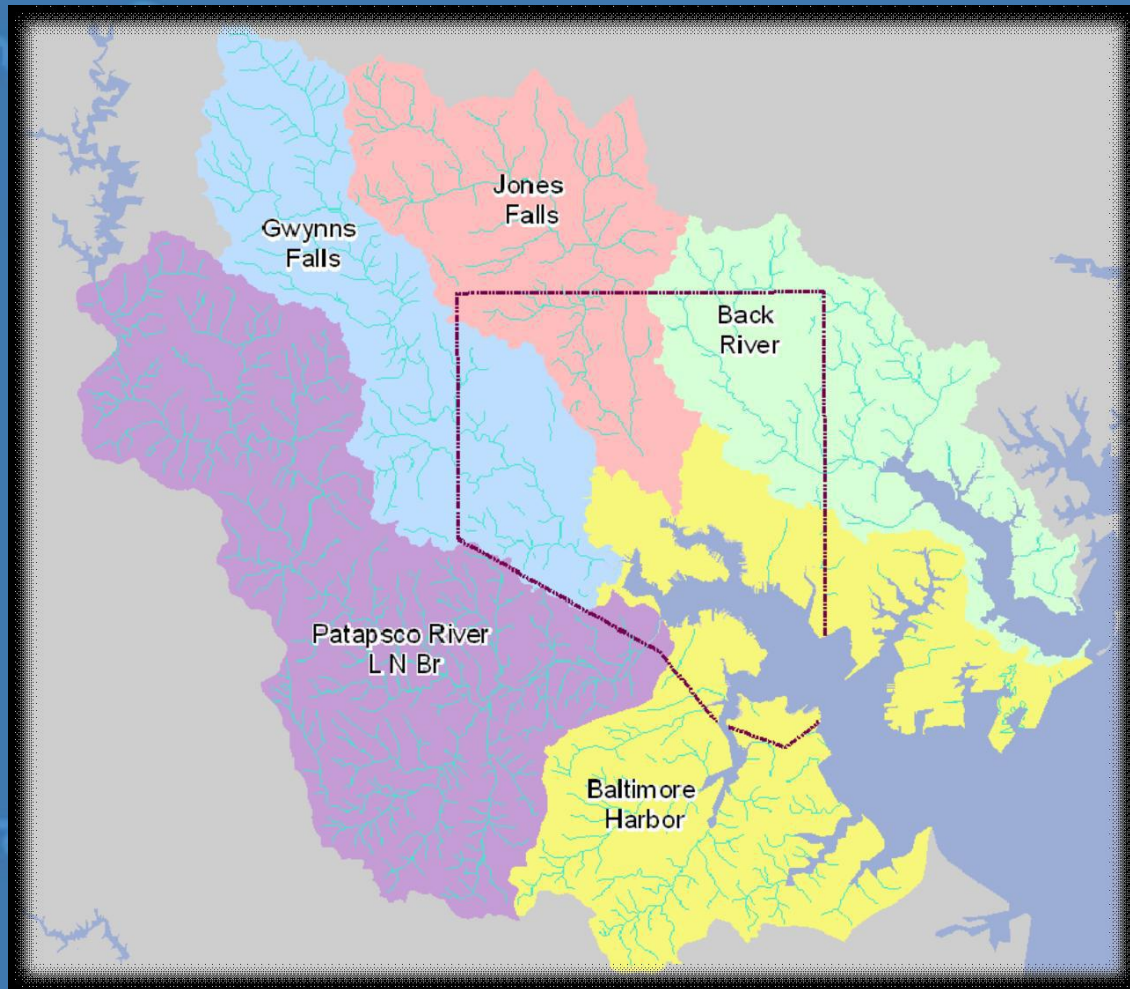 Jones
Falls
Gwynns
Falls
Back
River
Patapsco River
L N Br
Baltimore
Harbor